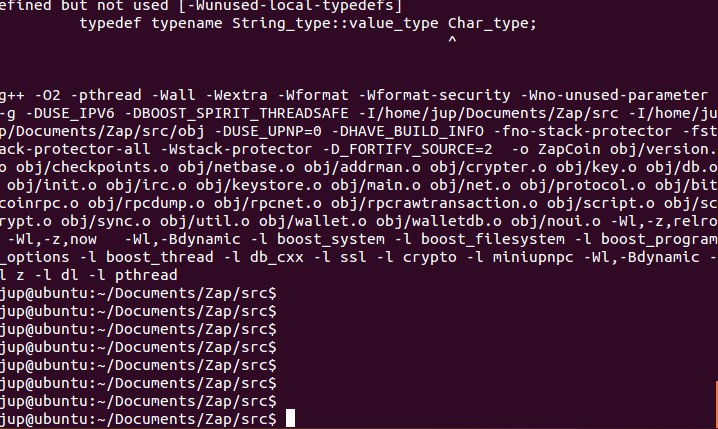 efined but not used [-Wunused-local-typedefs]
typedef typename String_type::value_type Char_type;
^
g++ -O2 -pthread -Wall -Wextra -Wformat -Wformat-security -Wno-unused-parameter
-g -DUSE_IPV6 -DBOOST_SPIRIT_THREADSAFE -I/home/jup/Documents/Zap/src -I/home/ju
p/Documents/Zap/src/obj -DUSE_UPNP=0 -DHAVE_BUILD_INFO -fno-stack-protector -fst
ack-protector-all -Wstack-protector -D_FORTIFY_SOURCE=2  -o ZapCoin obj/version.
o obj/checkpoints.o obj/netbase.o obj/addrman.o obj/crypter.o obj/key.o obj/db.o
obj/init.o obj/irc.o obj/keystore.o obj/main.o obj/net.o obj/protocol.o obj/bit
coinrpc.o obj/rpcdump.o obj/rpcnet.o obj/rpcrawtransaction.o obj/script.o obj/sc
rypt.o obj/sync.o obj/util.o obj/wallet.o obj/walletdb.o obj/noui.o -Wl,-z,relro
-Wl,-z,now   -Wl,-Bdynamic -l boost_system -l boost_filesystem -l boost_program
_options -l boost_thread -l db_cxx -l ssl -l crypto -l miniupnpc -Wl,-Bdynamic -
l z -l dl -l pthread
jup@ubuntu:~/Documents/Zap/src$
jup@ubuntu:~/Documents/Zap/src$
jup@ubuntu:~/Documents/Zap/src$
jup@ubuntu:~/Documents/Zap/src$
jup@ubuntu:~/Documents/Zap/src$
jup@ubuntu:~/Documents/Zap/src$
jup@ubuntu:~/Documents/Zap/src$
jup@ubuntu:~/Documents/Zap/src$